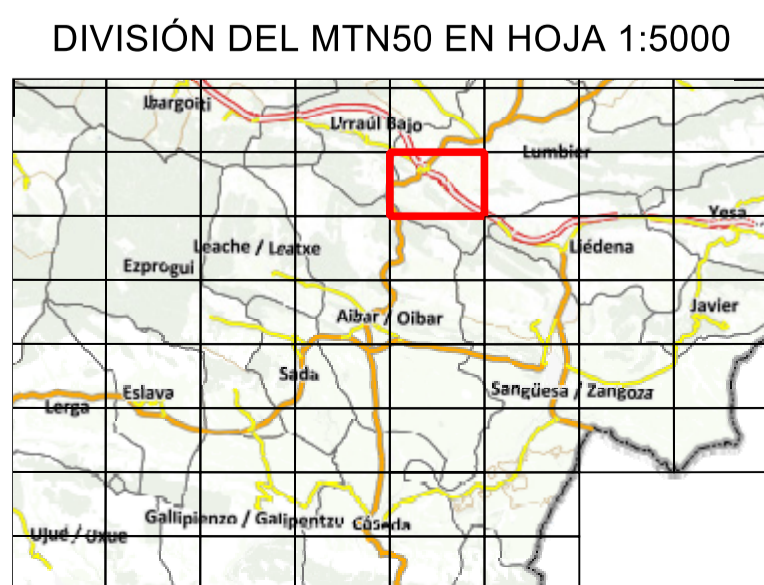 DIVISIÓN DEL MTN50 EN HOJA 1:5000
Ibargoiti
Urraúl Bajo
Lumbier
Yesa
Leache / Leatxe
Liédena
Ezprogui
Javier
Aibar / Oibar
Sada
Eslava
Sangüesa / Zangoza
Lerga
Gallipienzo / Galipentzu
Cáseda
Ujué / Uxue